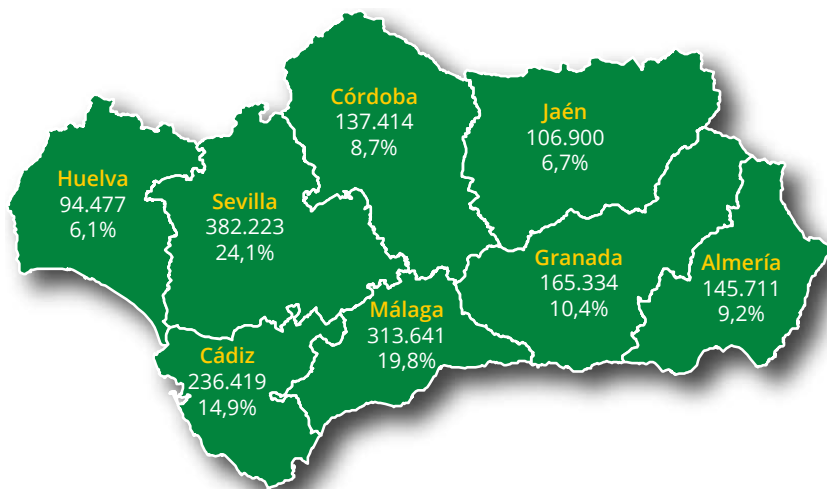 Córdoba
137.414
8,7%
Jaén
106.900
6,7%
Huelva
94.477
6,1%
Sevilla
382.223
24,1%
Granada
165.334
10,4%
Almería
145.711
9,2%
Málaga
313.641
19,8%
Cádiz
236.419
14,9%